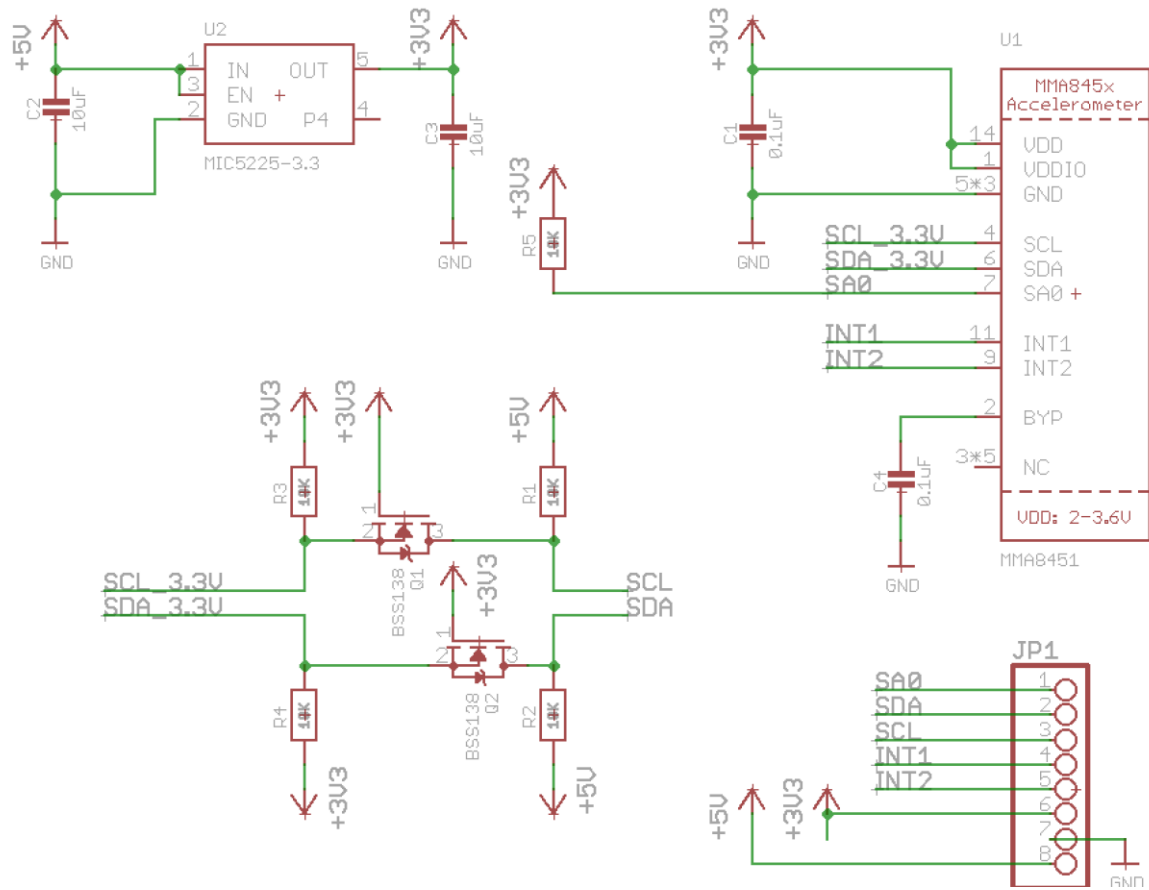 +5V
U2
1 IN OUT 5
3 EN +
2 GND P4 4
MIC5225-3.3
C2
10uF
GND
+3V3
C3
10uF
GND
+3V3
R5
10K
+3V3
C1
0.1uF
GND
U1
MMA845x
Accelerometer
14 VDD
1 VDDIO
5*3 GND
SCL_3.3V 4 SCL
SDA_3.3V 6 SDA
SA0 7 SA0 +
INT1 11 INT1
INT2 9 INT2
2 BYP
3*5 NC
C4
0.1uF
GND
VDD: 2-3.6V
MMA8451
+3V3
+3V3
+5V
R3
10K
R1
10K
1
2
3
BSS138
Q1
SCL_3.3V
SDA_3.3V
+3V3
SCL
SDA
1
2
3
BSS138
Q2
R4
10K
R2
10K
+3V3
+5V
JP1
SA0 1
SDA 2
SCL 3
INT1 4
INT2 5
6
7
8
+5V
+3V3
GND